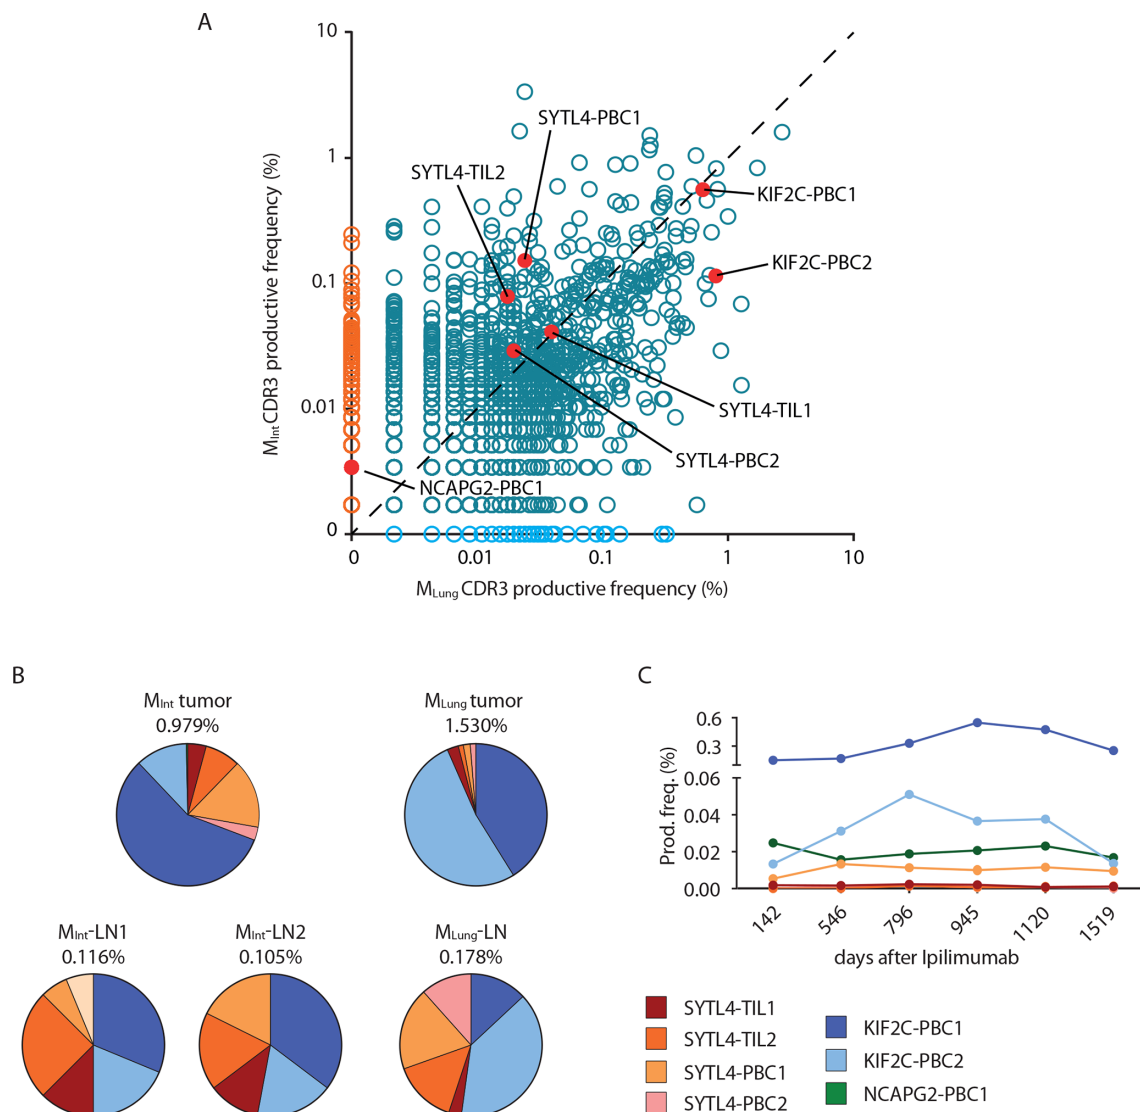 A
10
1
0.1
0.01
0
MInt CDR3 productive frequency (%)
SYTL4-PBC1
SYTL4-TIL2
KIF2C-PBC1
KIF2C-PBC2
SYTL4-TIL1
SYTL4-PBC2
NCAPG2-PBC1
0 0.01 0.1 1 10
MLung CDR3 productive frequency (%)
B
MInt tumor
0.979%
MLung tumor
1.530%
MInt-LN1
0.116%
MInt-LN2
0.105%
MLung-LN
0.178%
C
0.6
0.3
0.06
0.04
0.02
0.00
Prod. freq. (%)
142 546 796 945 1120 1519
days after Ipilimumab
SYTL4-TIL1
SYTL4-TIL2
SYTL4-PBC1
SYTL4-PBC2
KIF2C-PBC1
KIF2C-PBC2
NCAPG2-PBC1